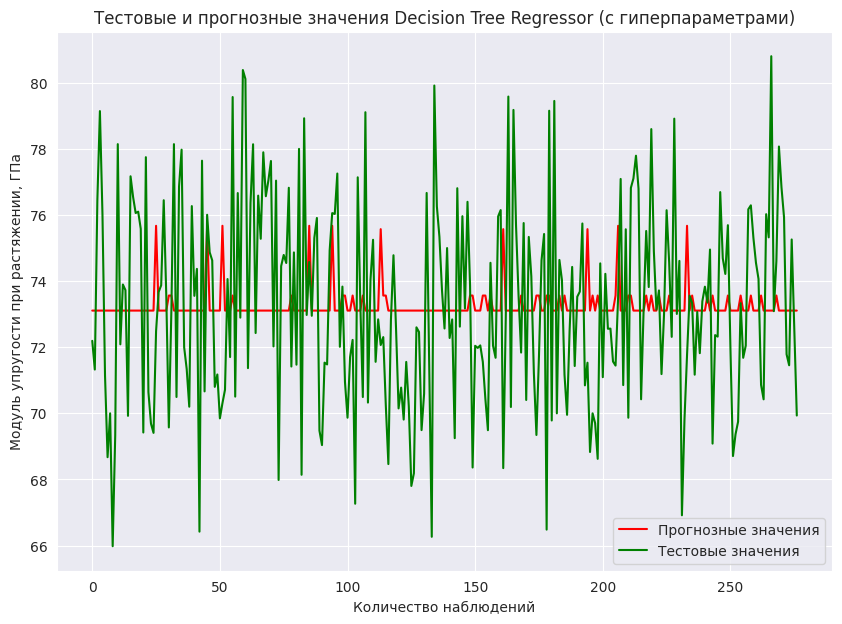 Тестовые и прогнозные значения Decision Tree Regressor (с гиперпараметрами)
Модуль упругости при растяжении, ГПа
80
78
76
74
72
70
68
66
0
50
100
150
200
250
Количество наблюдений
Прогнозные значения
Тестовые значения